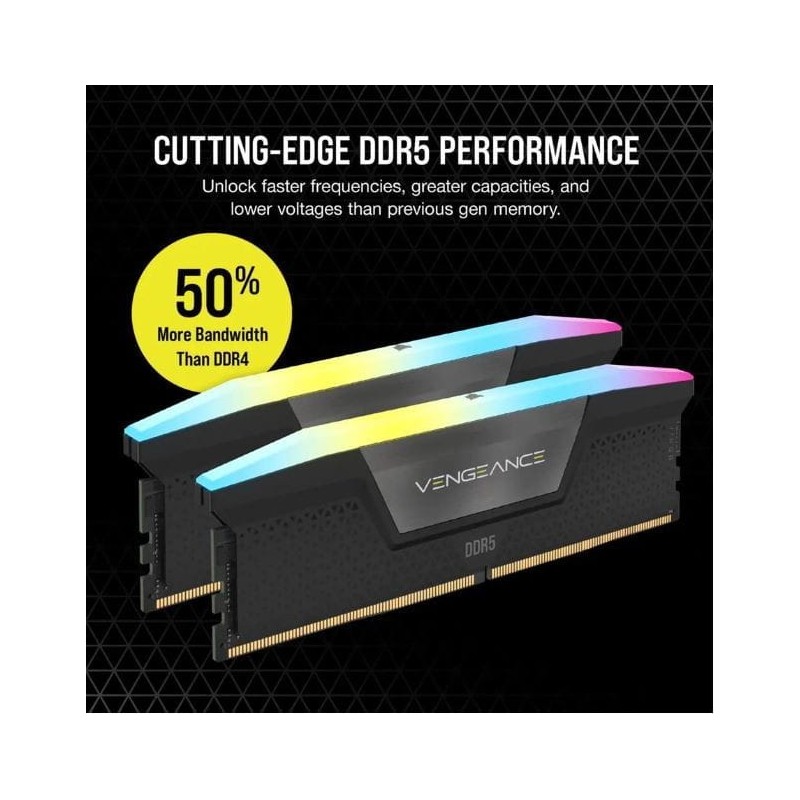 CUTTING-EDGE DDR5 PERFORMANCE
Unlock faster frequencies, greater capacities, and
lower voltages than previous gen memory.
50%
More Bandwidth
Than DDR4
VENGEANCE
DDR5